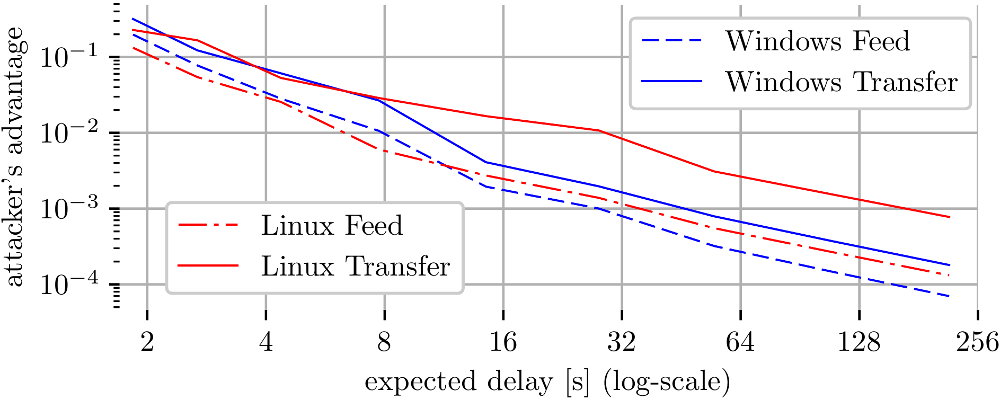 attacker's advantage
10⁻¹
10⁻²
10⁻³
10⁻⁴
Windows Feed
Windows Transfer
Linux Feed
Linux Transfer
2 4 8 16 32 64 128 256
expected delay [s] (log-scale)